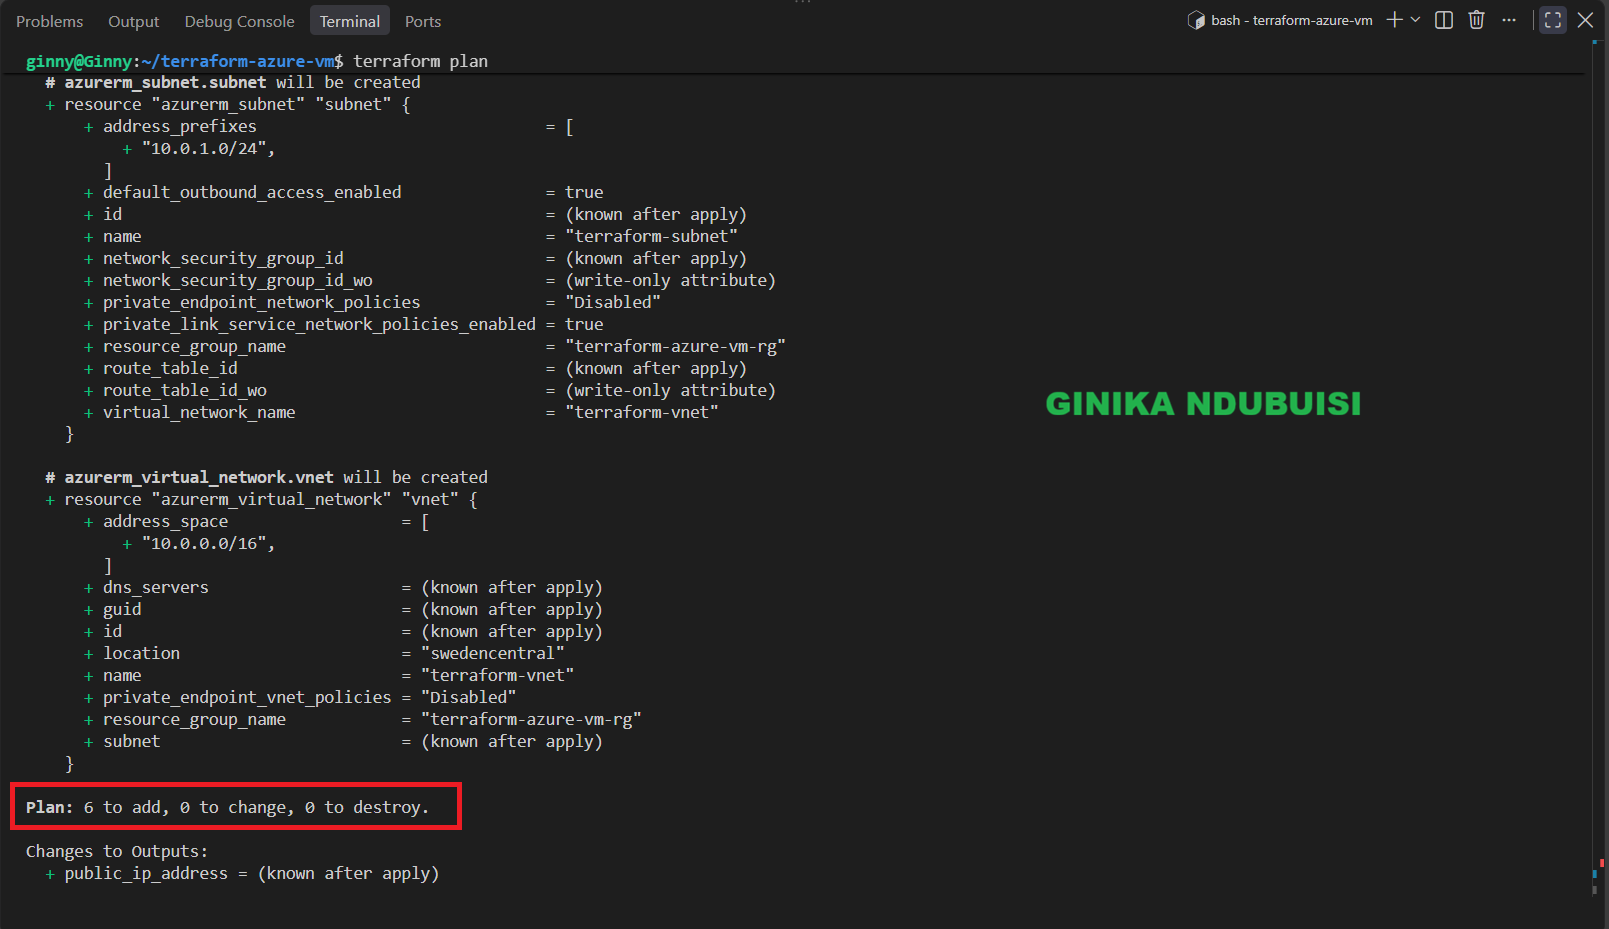 Problems Output Debug Console Terminal Ports bash - terraform-azure-vm
ginny@Ginny:~/terraform-azure-vm$ terraform plan
# azurerm_subnet.subnet will be created
+ resource "azurerm_subnet" "subnet" {
+ address_prefixes = [
+ "10.0.1.0/24",
]
+ default_outbound_access_enabled = true
+ id = (known after apply)
+ name = "terraform-subnet"
+ network_security_group_id = (known after apply)
+ network_security_group_id_wo = (write-only attribute)
+ private_endpoint_network_policies = "Disabled"
+ private_link_service_network_policies_enabled = true
+ resource_group_name = "terraform-azure-vm-rg"
+ route_table_id = (known after apply)
+ route_table_id_wo = (write-only attribute)
+ virtual_network_name = "terraform-vnet"
}
GINIKA NDUBUISI
# azurerm_virtual_network.vnet will be created
+ resource "azurerm_virtual_network" "vnet" {
+ address_space = [
+ "10.0.0.0/16",
]
+ dns_servers = (known after apply)
+ guid = (known after apply)
+ id = (known after apply)
+ location = "swedencentral"
+ name = "terraform-vnet"
+ private_endpoint_vnet_policies = "Disabled"
+ resource_group_name = "terraform-azure-vm-rg"
+ subnet = (known after apply)
}
Plan: 6 to add, 0 to change, 0 to destroy.
Changes to Outputs:
+ public_ip_address = (known after apply)